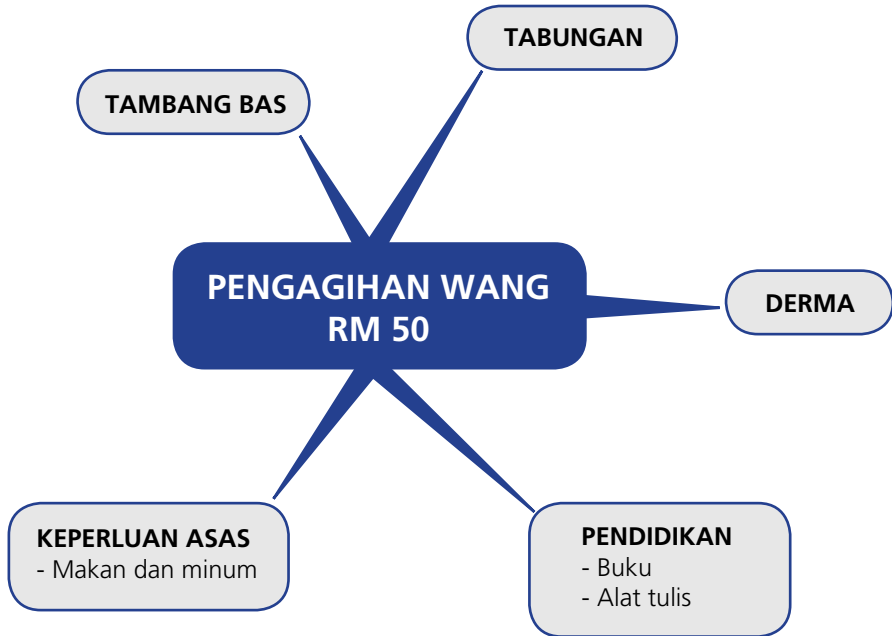 TABUNGAN
TAMBANG BAS
PENGAGIHAN WANG
RM 50
DERMA
KEPERLUAN ASAS
- Makan dan minum
PENDIDIKAN
- Buku
- Alat tulis